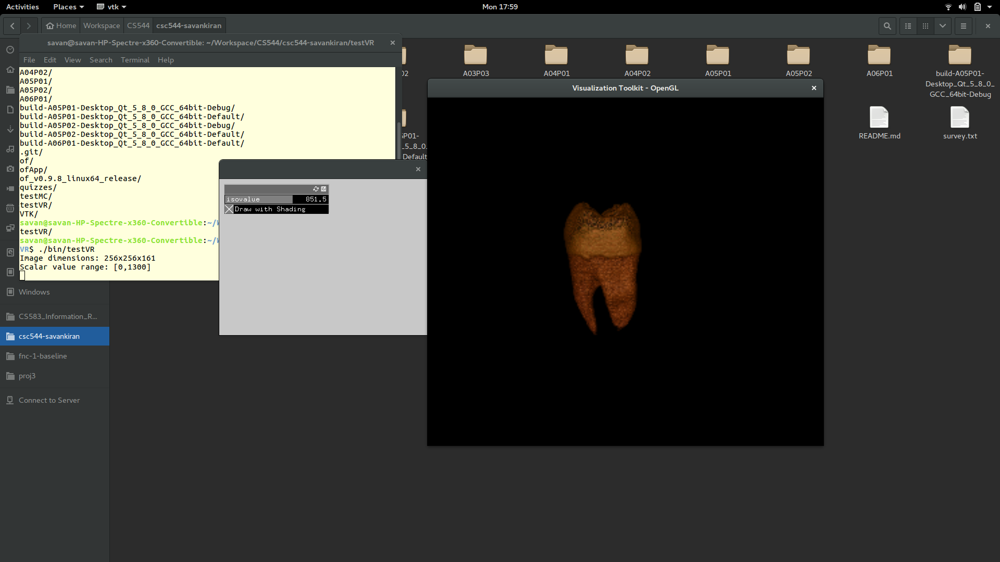 Activities Places vtk Mon 17:59
Home Workspace CS544 csc544-savankiran
savan@savan-HP-Spectre-x360-Convertible: ~/Workspace/CS544/csc544-savankiran/testVR
File Edit View Search Terminal Help
A04P02/
A05P01/
A05P02/
A06P01/
build-A05P01-Desktop_Qt_5_8_0_GCC_64bit-Debug/
build-A05P01-Desktop_Qt_5_8_0_GCC_64bit-Default/
build-A05P02-Desktop_Qt_5_8_0_GCC_64bit-Debug/
build-A05P02-Desktop_Qt_5_8_0_GCC_64bit-Default/
build-A06P01-Desktop_Qt_5_8_0_GCC_64bit-Default/
.git/
of/
ofApp/
of_v0.9.8_linux64_release/
quizzes/
testMC/
testVR/
VTK/
savan@savan-HP-Spectre-x360-Convertible:~/
testVR/
savan@savan-HP-Spectre-x360-Convertible:~/
VR$ ./bin/testVR
Image dimensions: 256x256x161
Scalar value range: [0,1300]
isovalue 851.5
Draw with Shading
02 A03P03 A04P01 A04P02 A05P01 A05P02 A06P01 build-A05P01-
Desktop_Qt_5_8_0_
GCC_64bit-Debug
P01-
_5_8_0_
Default
README.md survey.txt
Visualization Toolkit - OpenGL
Windows
CS583_Information_R...
csc544-savankiran
fnc-1-baseline
proj3
Connect to Server